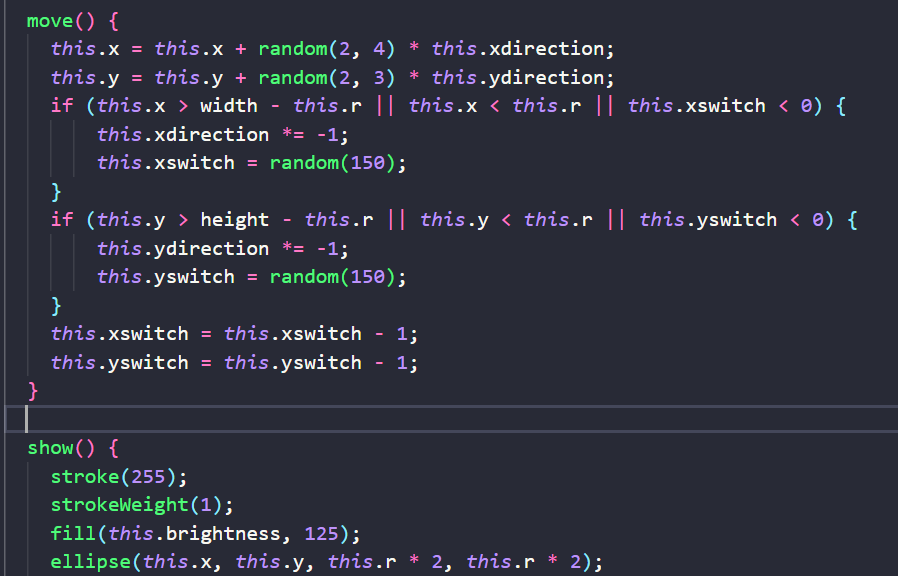 move() {
this.x = this.x + random(2, 4) * this.xdirection;
this.y = this.y + random(2, 3) * this.ydirection;
if (this.x > width - this.r || this.x < this.r || this.xswitch < 0) {
this.xdirection *= -1;
this.xswitch = random(150);
}
if (this.y > height - this.r || this.y < this.r || this.yswitch < 0) {
this.ydirection *= -1;
this.yswitch = random(150);
}
this.xswitch = this.xswitch - 1;
this.yswitch = this.yswitch - 1;
}
show() {
stroke(255);
strokeWeight(1);
fill(this.brightness, 125);
ellipse(this.x, this.y, this.r * 2, this.r * 2);